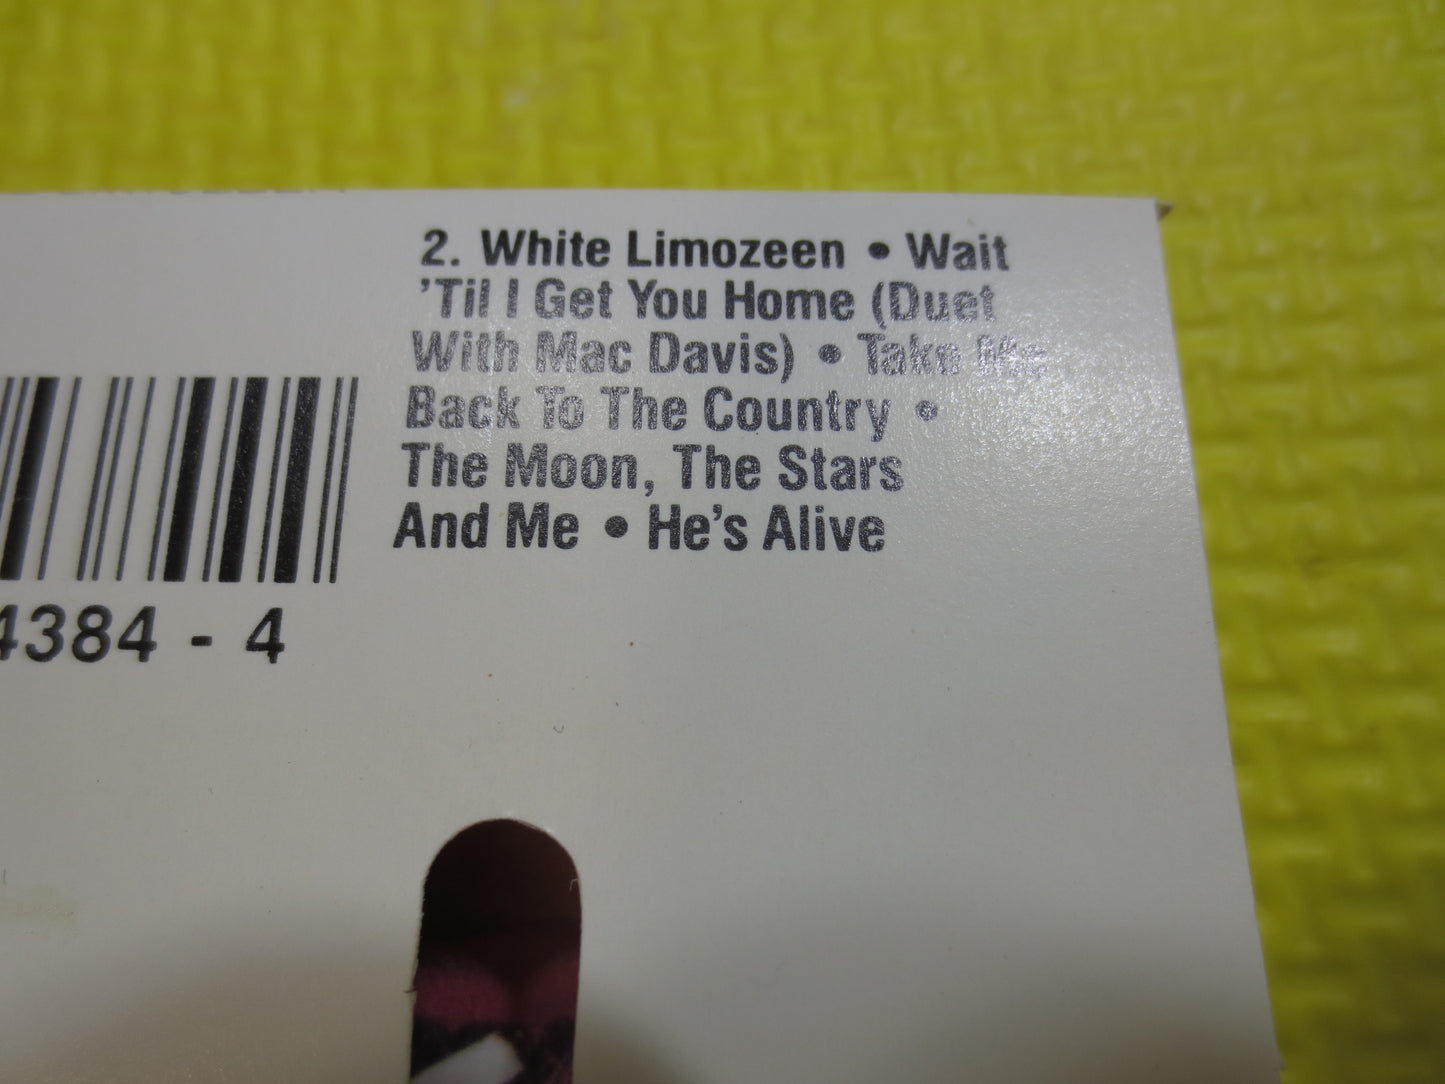 2. White Limozeen • Wait
’Til I Get You Home (Duet
With Mac Davis) • Take Me
Back To The Country •
The Moon, The Stars
And Me • He’s Alive
4384 - 4